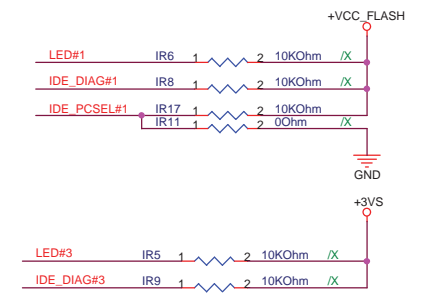 +VCC_FLASH
LED#1 IR6 1 2 10KOhm /X
IDE_DIAG#1 IR8 1 2 10KOhm /X
IDE_PCSEL#1 IR17 1 2 10KOhm
IR11 1 2 0Ohm /X
GND
+3VS
LED#3 IR5 1 2 10KOhm /X
IDE_DIAG#3 IR9 1 2 10KOhm /X